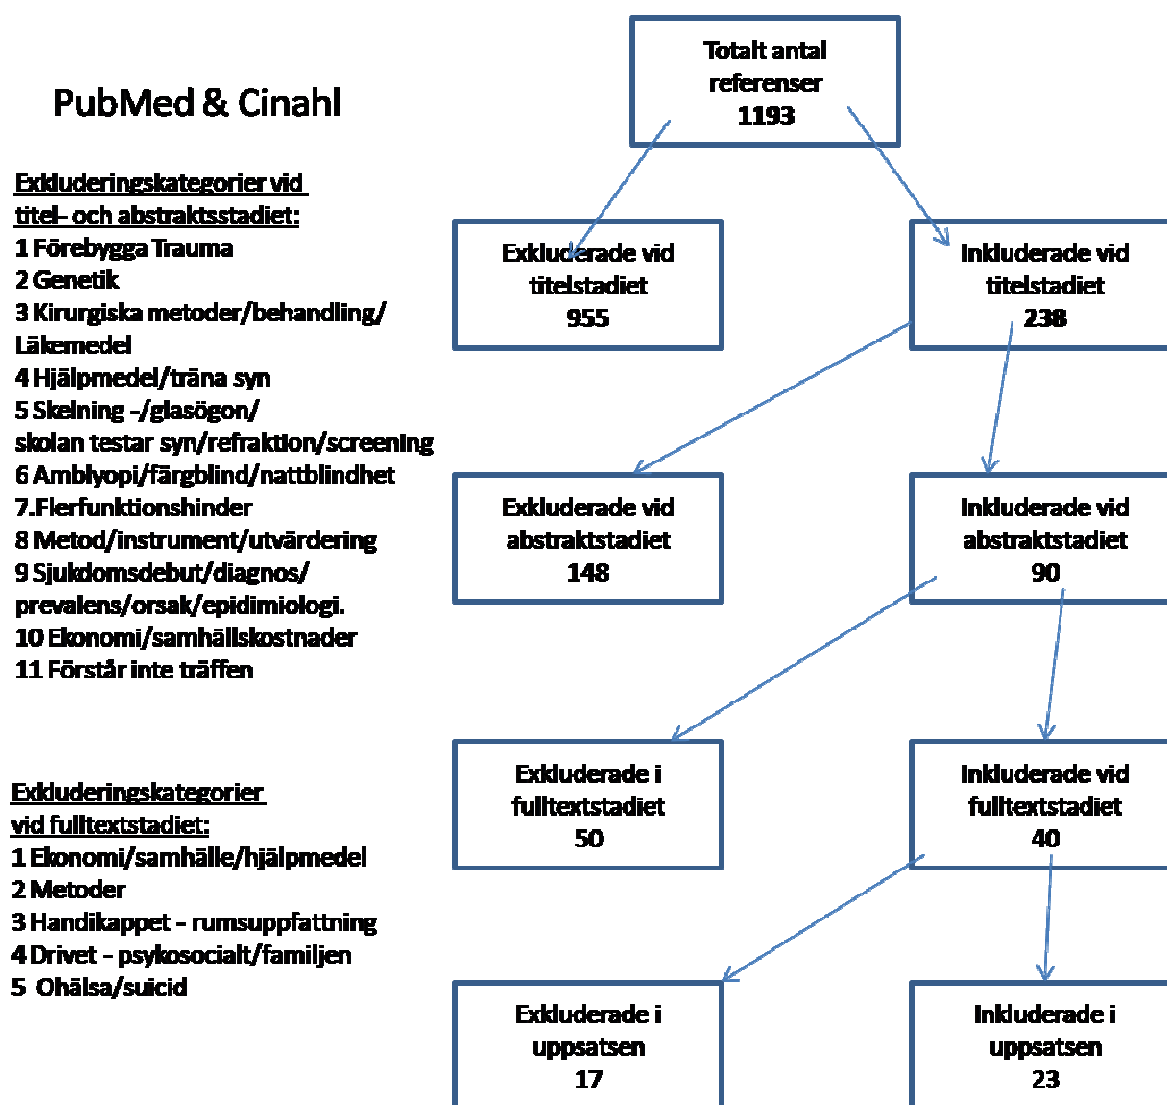 PubMed & Cinahl
Exkluderingskategorier vid
titel- och abstraktsstadiet:
1 Förebygga Trauma
2 Genetik
3 Kirurgiska metoder/behandling/
Läkemedel
4 Hjälpmedel/träna syn
5 Skelning -/glasögon/
skolan testar syn/refraktion/screening
6 Amblyopi/färgblind/nattblindhet
7.Flerfunktionshinder
8 Metod/instrument/utvärdering
9 Sjukdomsdebut/diagnos/
prevalens/orsak/epidimiologi.
10 Ekonomi/samhällskostnader
11 Förstår inte träffen
Exkluderingskategorier
vid fulltextstadiet:
1 Ekonomi/samhälle/hjälpmedel
2 Metoder
3 Handikappet – rumsuppfattning
4 Drivet – psykosocialt/familjen
5 Ohälsa/suicid
Totalt antal
referenser
1193
Exkluderade vid
titelstadiet
955
Inkluderade vid
titelstadiet
238
Exkluderade vid
abstraktstadiet
148
Inkluderade vid
abstraktstadiet
90
Exkluderade i
fulltextstadiet
50
Inkluderade vid
fulltextstadiet
40
Exkluderade i
uppsatsen
17
Inkluderade i
uppsatsen
23